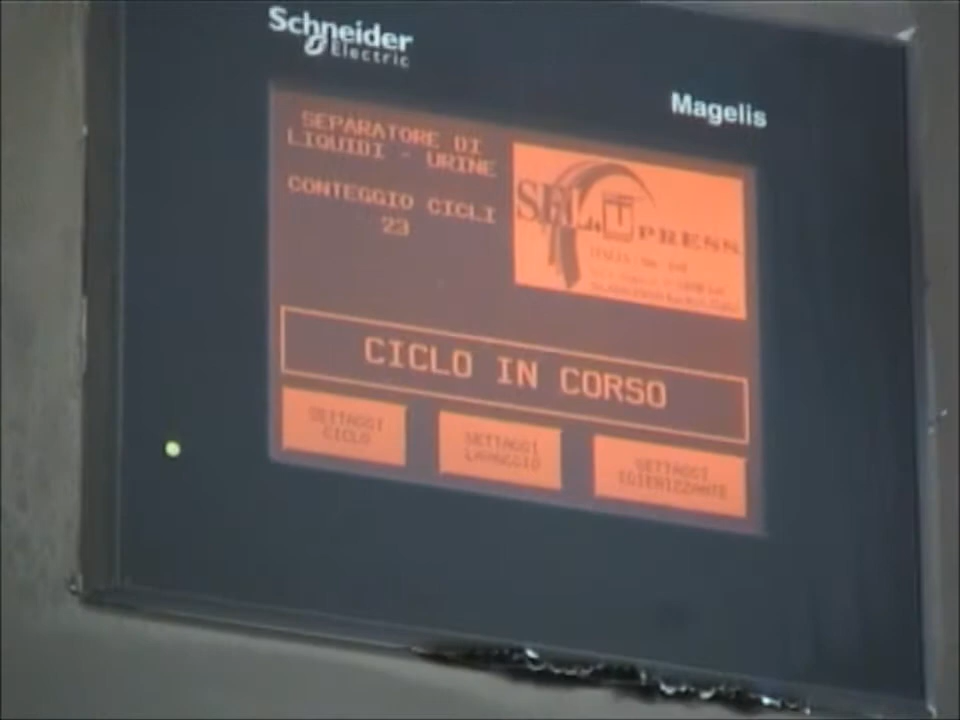 Schneider
Electric
Magelis
SEPARATORE DI
LIQUIDI - URINE
CONTEGGIO CICLI
23
PRESS
CICLO IN CORSO
SETTAGGI
CICLO
SETTAGGI
LAVAGGIO
SETTAGGI
IGIENIZZANTE